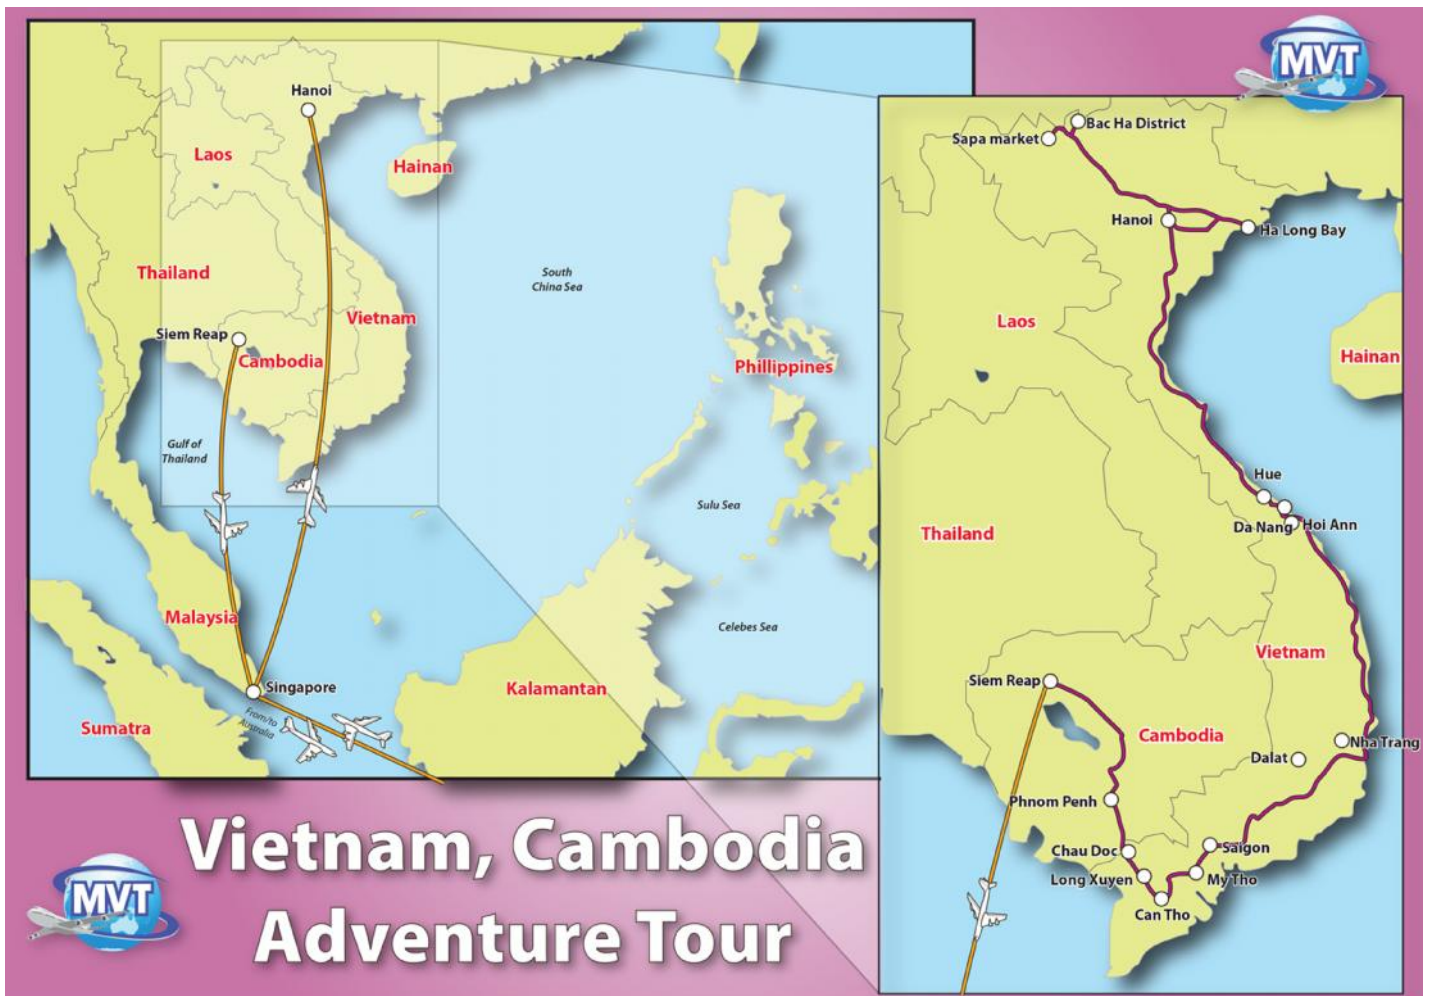 MVT
Hanoi
Laos
Hainan
Thailand
South
China Sea
Vietnam
Siem Reap
Cambodia
Phillippines
Gulf of
Thailand
Sulu Sea
Malaysia
Celebes Sea
Singapore
Kalamantan
From/to
Australia
Sumatra
Bac Ha District
Sapa market
Hanoi
Ha Long Bay
Laos
Hainan
Hue
Da Nang
Hoi Ann
Thailand
Vietnam
Siem Reap
Cambodia
Nha Trang
Dalat
Phnom Penh
Saigon
Chau Doc
Long Xuyen
My Tho
Can Tho
Vietnam, Cambodia
Adventure Tour
MVT